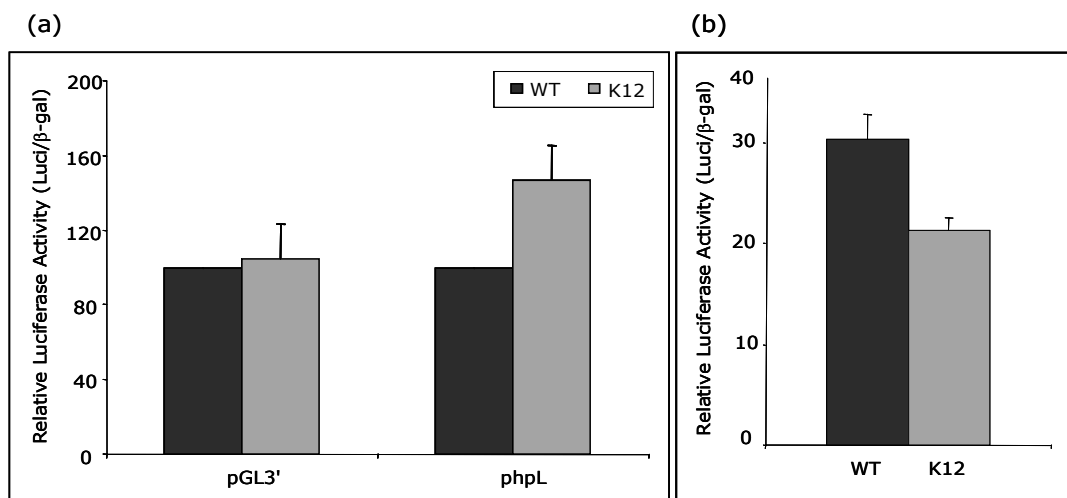 (a)
Relative Luciferase Activity (Luci/β-gal)
200
160
120
80
40
0
WT K12
pGL3' phpL
(b)
Relative Luciferase Activity (Luci/β-gal)
40
30
20
10
0
WT K12